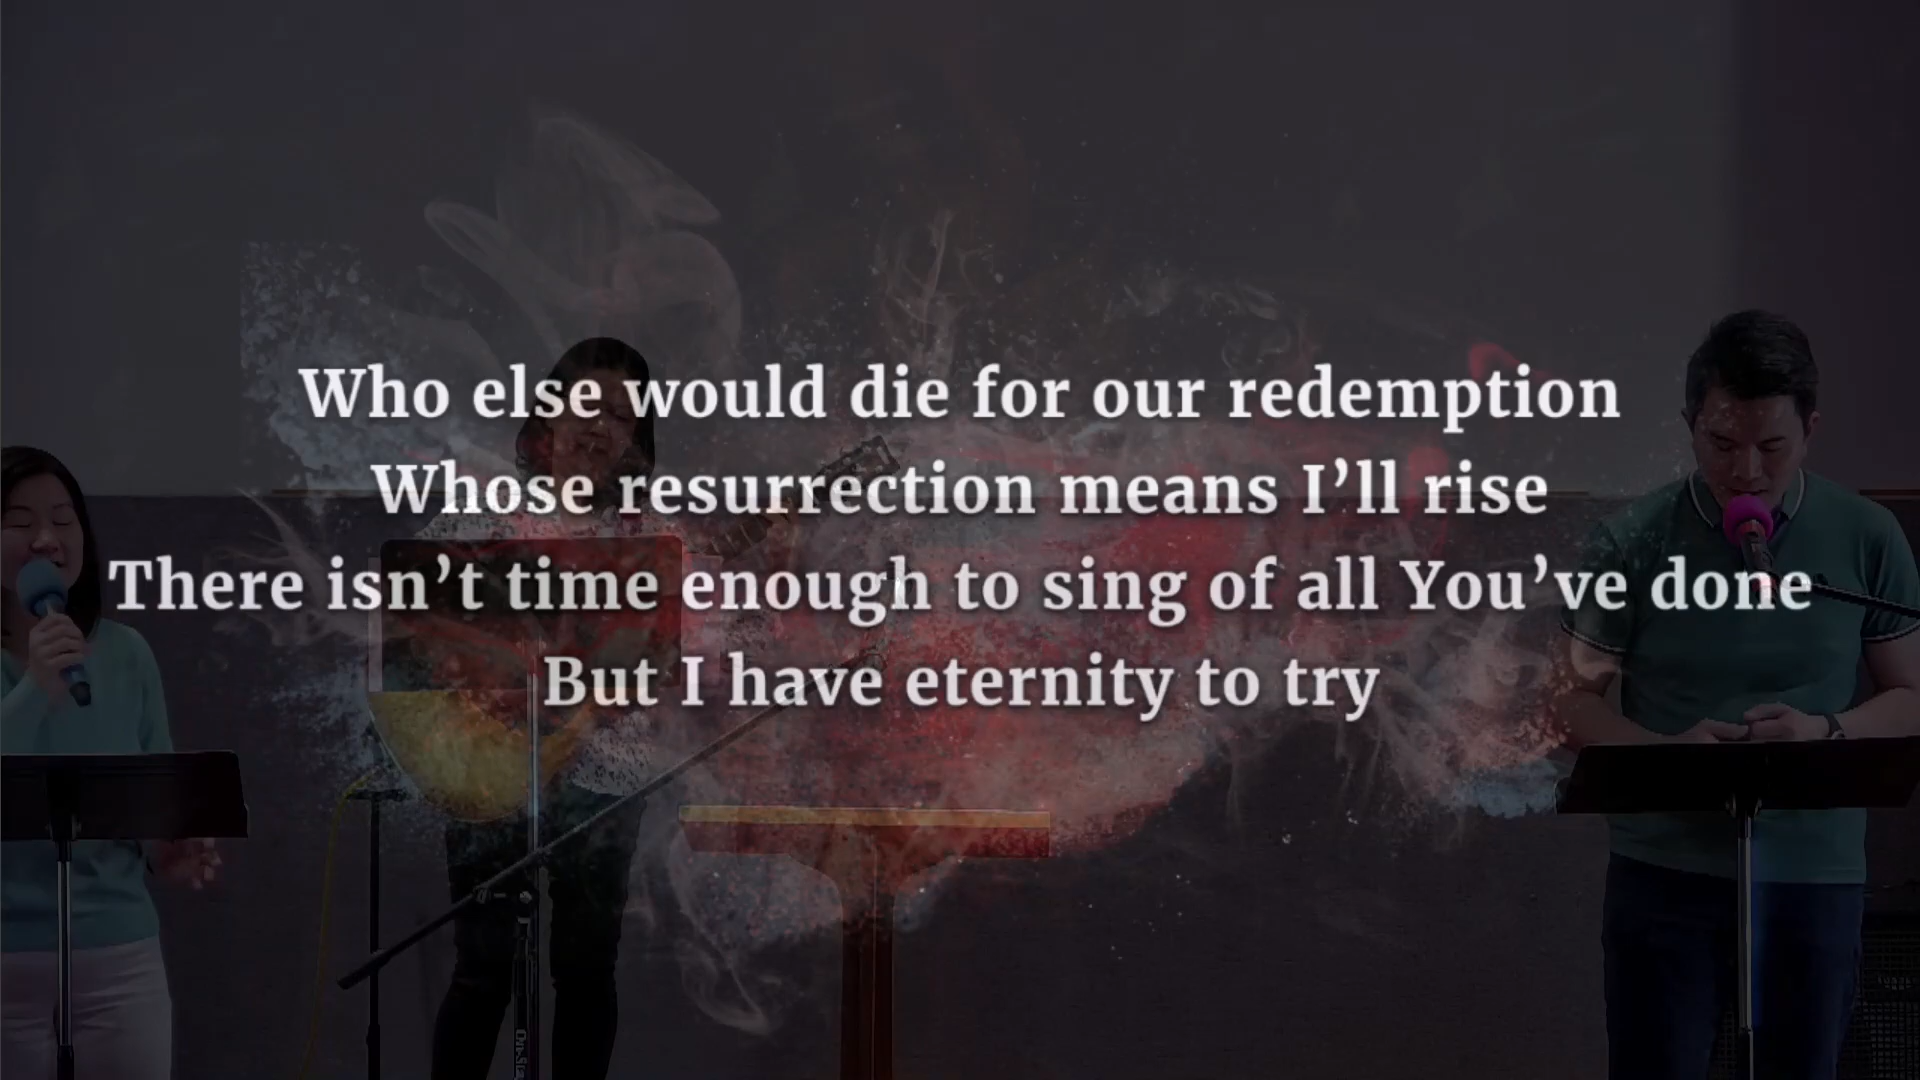 Who else would die for our redemption
Whose resurrection means I’ll rise
There isn’t time enough to sing of all You’ve done
But I have eternity to try